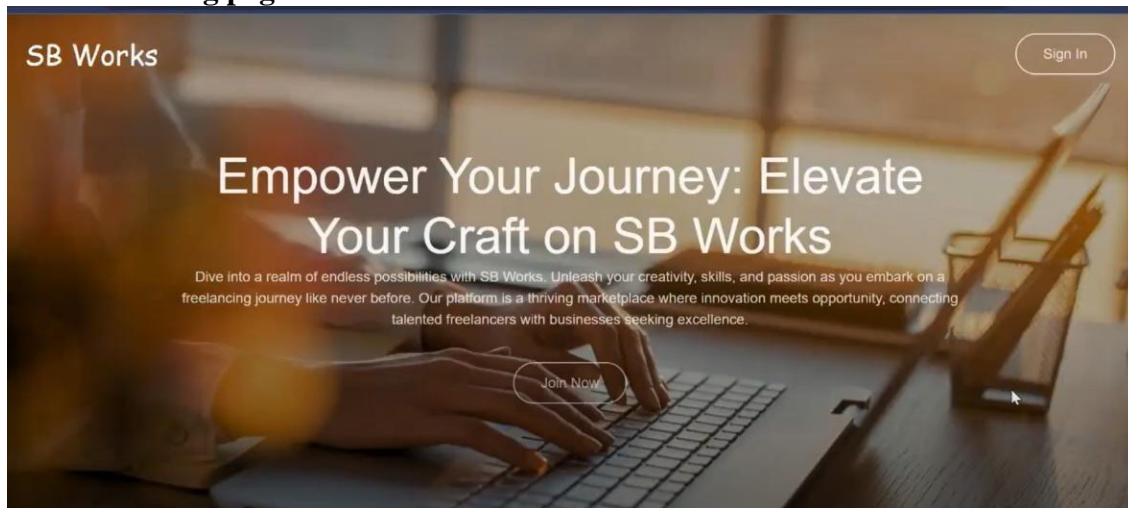 SB Works
Sign In
Empower Your Journey: Elevate
Your Craft on SB Works
Dive into a realm of endless possibilities with SB Works. Unleash your creativity, skills, and passion as you embark on a
freelancing journey like never before. Our platform is a thriving marketplace where innovation meets opportunity, connecting
talented freelancers with businesses seeking excellence.
Join Now